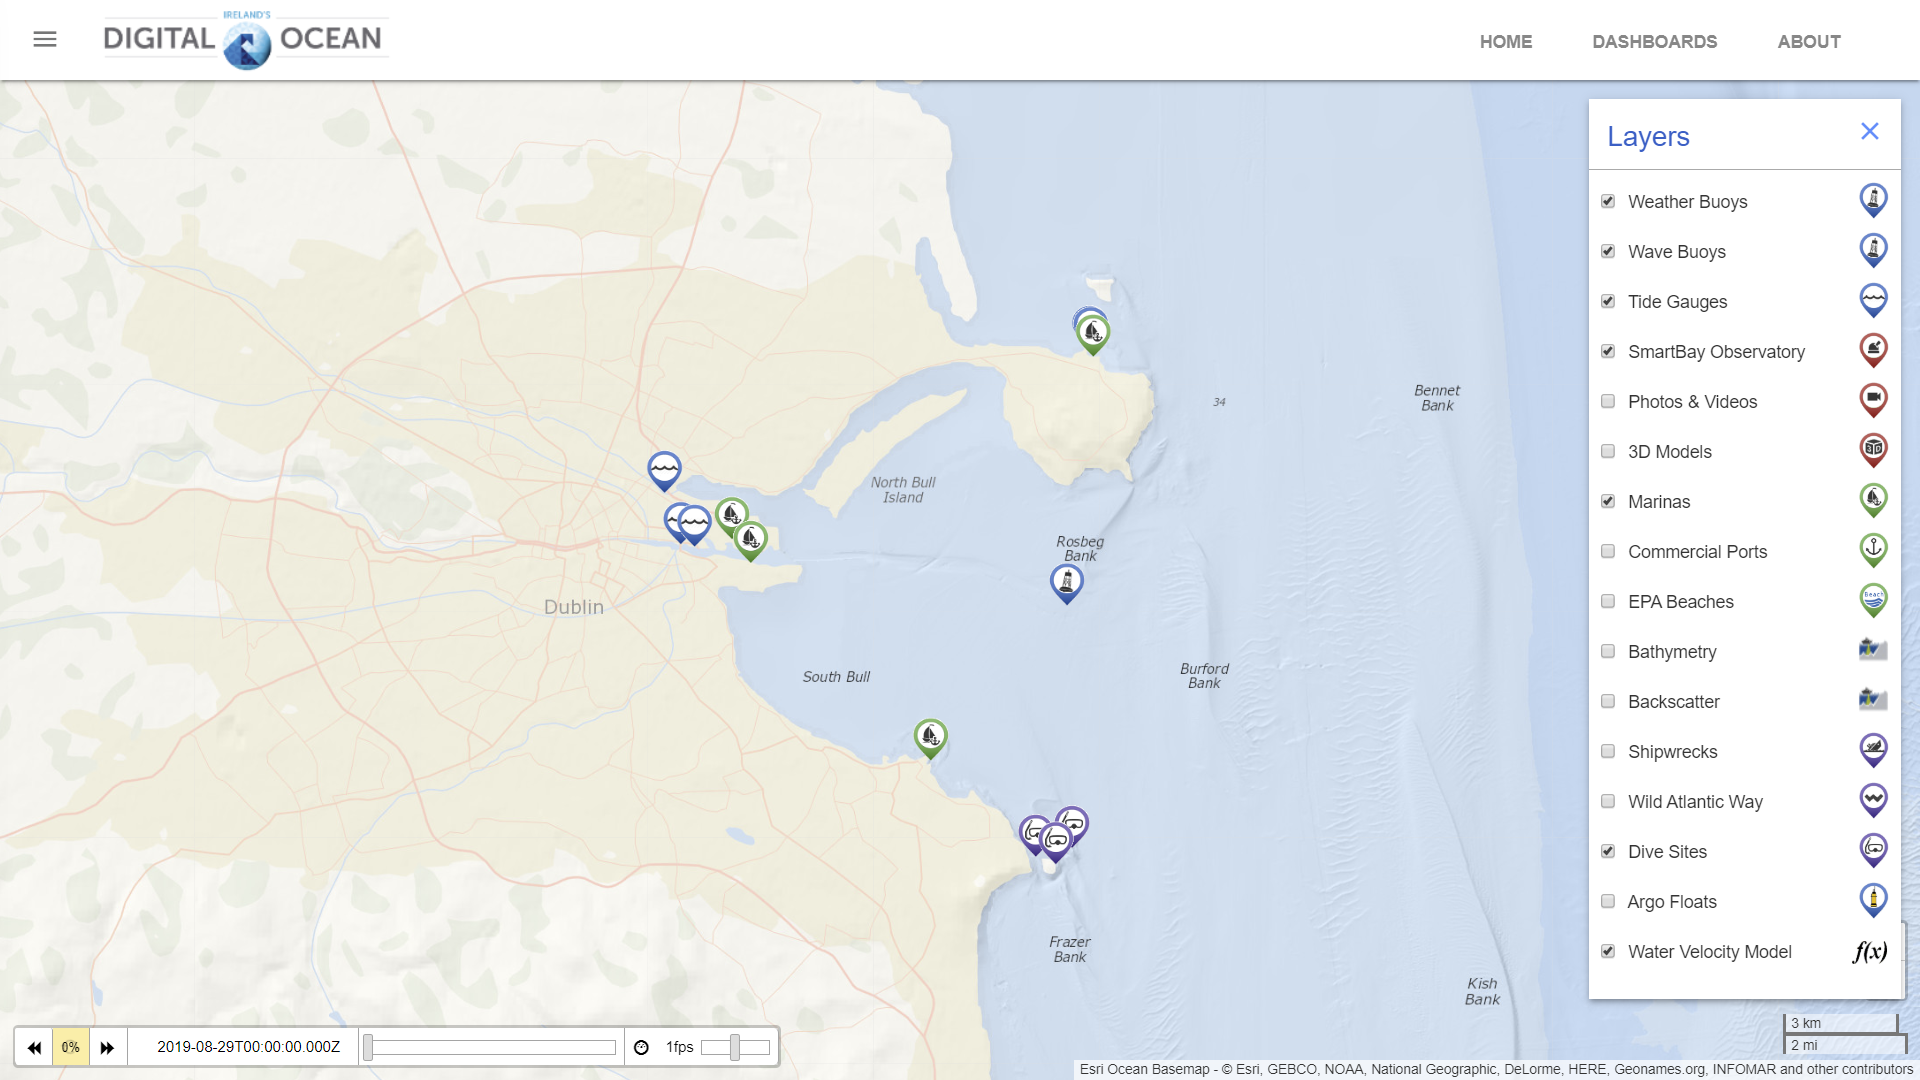 IRELAND'S
DIGITAL OCEAN
HOME
DASHBOARDS
ABOUT
Layers
Weather Buoys
Wave Buoys
Tide Gauges
SmartBay Observatory
Photos & Videos
3D Models
3D
Marinas
Commercial Ports
EPA Beaches
Beach
Bathymetry
Backscatter
Shipwrecks
Wild Atlantic Way
Dive Sites
Argo Floats
Water Velocity Model
f(x)
Bennet
Bank
34
North Bull
Island
Rosbeg
Bank
Dublin
South Bull
Burford
Bank
Frazer
Bank
Kish
Bank
0%
2019-08-29T00:00:00.000Z
1fps
3 km
2 mi
Esri Ocean Basemap - © Esri, GEBCO, NOAA, National Geographic, DeLorme, HERE, Geonames.org, INFOMAR and other contributors